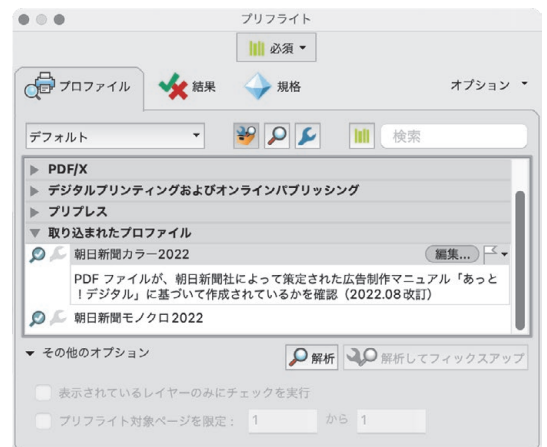 プリフライト
必須
プロファイル
結果
規格
オプション
デフォルト
検索
PDF/X
デジタルプリンティングおよびオンラインパブリッシング
プリプレス
取り込まれたプロファイル
朝日新聞カラー2022
編集...
PDF ファイルが、朝日新聞社によって策定された広告制作マニュアル「あっと
！デジタル」に基づいて作成されているかを確認（2022.08 改訂）
朝日新聞モノクロ2022
その他のオプション
解析
解析してフィックスアップ
表示されているレイヤーのみにチェックを実行
プリフライト対象ページを限定： 1 から 1